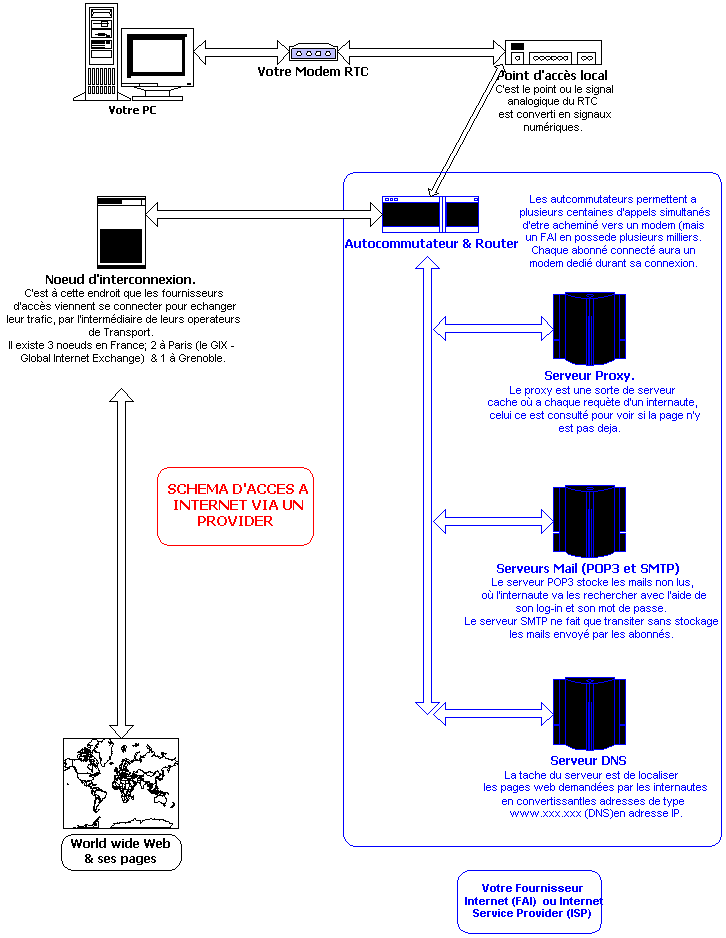 Votre PC
Votre Modem RTC
Point d'accès local
C'est le point ou le signal
analogique du RTC
est converti en signaux
numériques.
Les autcommutateurs permettent a
plusieurs centaines d'appels simultanés
d'etre acheminé vers un modem (mais
un FAI en possede plusieurs milliers.
Chaque abonné connecté aura un
modem dedié durant sa connexion.
Autocommutateur & Router
Noeud d'interconnexion.
C'est à cette endroit que les fournisseurs
d'accès viennent se connecter pour echanger
leur trafic, par l'intermédiaire de leurs operateurs
de Transport.
Il existe 3 noeuds en France; 2 à Paris (le GIX -
Global Internet Exchange) & 1 à Grenoble.
Serveur Proxy.
Le proxy est une sorte de serveur
cache où a chaque requète d'un internaute,
celui ce est consulté pour voir si la page n'y
est pas deja.
SCHEMA D'ACCES A
INTERNET VIA UN
PROVIDER
Serveurs Mail (POP3 et SMTP)
Le serveur POP3 stocke les mails non lus,
où l'internaute va les rechercher avec l'aide de
son log-in et son mot de passe.
Le serveur SMTP ne fait que transiter sans stockage
les mails envoyé par les abonnés.
Serveur DNS
La tache du serveur est de localiser
les pages web demandées par les internautes
en convertissantles adresses de type
www.xxx.xxx (DNS)en adresse IP.
World wide Web
& ses pages
Votre Fournisseur
Internet (FAI) ou Internet
Service Provider (ISP)